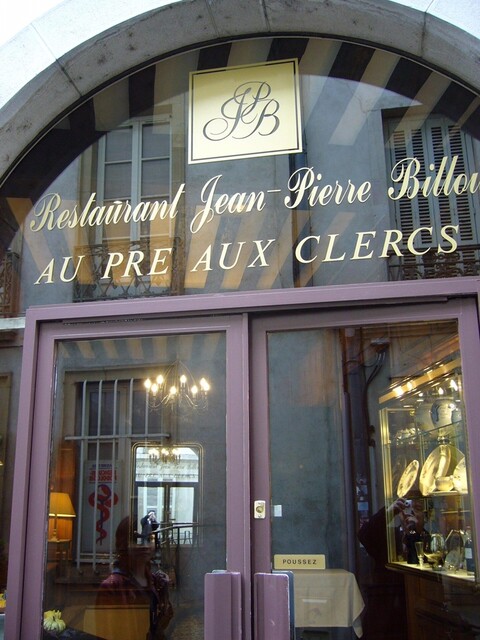 JPB
Restaurant Jean-Pierre Billou
AU PRE AUX CLERCS
POUSSEZ